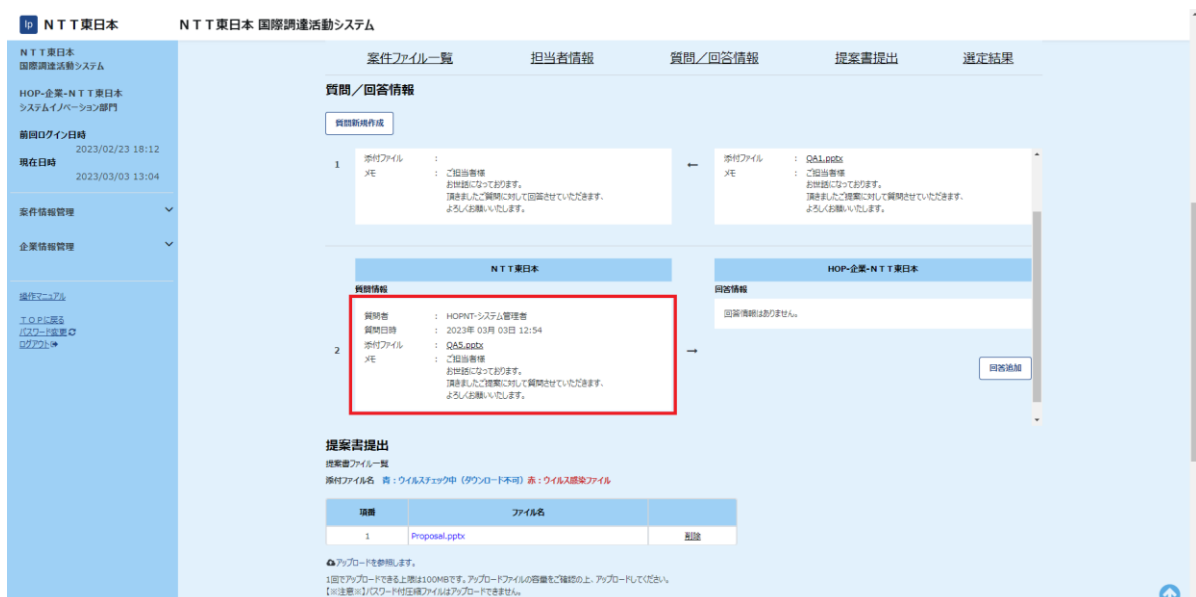 lp NTT東日本
NTT東日本 国際調達活動システム
NTT東日本
国際調達活動システム
HOP-企業-NTT東日本
システムイノベーション部門
前回ログイン日時
2023/02/23 18:12
現在日時
2023/03/03 13:04
案件情報管理
企業情報管理
操作マニュアル
TOPに戻る
パスワード変更
ログアウト
案件ファイル一覧 担当者情報 質問／回答情報 提案書提出 選定結果
質問／回答情報
質問新規作成
1
添付ファイル :
メモ : ご担当者様
お世話になっております。
頂きましたご質問に対して回答させていただきます、
よろしくお願いいたします。
←
添付ファイル : QA1.pptx
メモ : ご担当者様
お世話になっております。
頂きましたご提案に対して質問させていただきます、
よろしくお願いいたします。
NTT東日本
質問情報
2
質問者 : HOPNT-システム管理者
質問日時 : 2023年 03月 03日 12:54
添付ファイル : QA5.pptx
メモ : ご担当者様
お世話になっております。
頂きましたご提案に対して質問させていただきます、
よろしくお願いいたします。
→
HOP-企業-NTT東日本
回答情報
回答情報はありません。
回答追加
提案書提出
提案書ファイル一覧
添付ファイル名 青：ウイルスチェック中（ダウンロード不可）赤：ウイルス感染ファイル
項番 ファイル名
1 Proposal.pptx 削除
アップロードを参照します。
1回でアップロードできる上限は100MBです。アップロードファイルの容量をご確認の上、アップロードしてください。
【※注意※】パスワード付圧縮ファイルはアップロードできません。